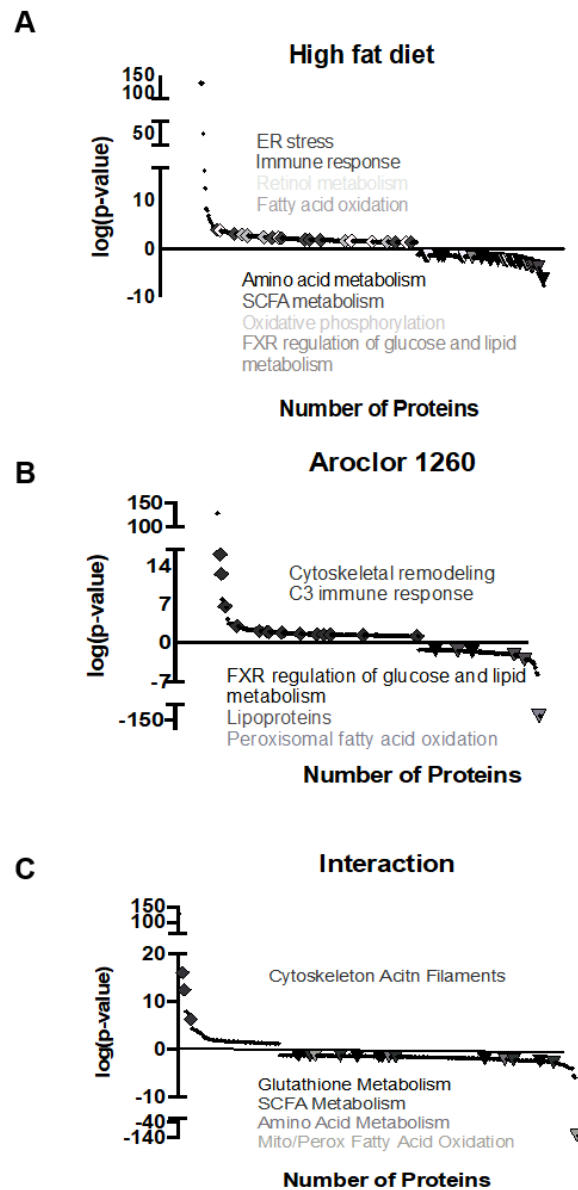 A
High fat diet
150
100
50
10
0
-10
log(p-value)
ER stress
Immune response
Retinol metabolism
Fatty acid oxidation
Amino acid metabolism
SCFA metabolism
Oxidative phosphorylation
FXR regulation of glucose and lipid
metabolism
Number of Proteins
B
Aroclor 1260
150
100
14
7
0
-7
-150
log(p-value)
Cytoskeletal remodeling
C3 immune response
FXR regulation of glucose and lipid
metabolism
Lipoproteins
Peroxisomal fatty acid oxidation
Number of Proteins
C
Interaction
150
100
20
10
0
-10
-40
-140
log(p-value)
Cytoskeleton Acitn Filaments
Glutathione Metabolism
SCFA Metabolism
Amino Acid Metabolism
Mito/Perox Fatty Acid Oxidation
Number of Proteins